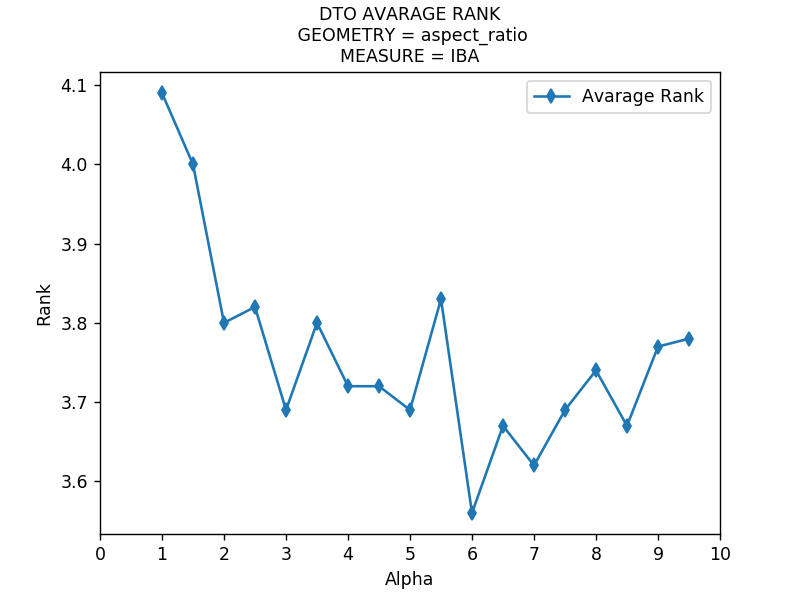 DTO AVARAGE RANK
GEOMETRY = aspect_ratio
MEASURE = IBA
Avarage Rank
4.1
4.0
3.9
3.8
3.7
3.6
Rank
0 1 2 3 4 5 6 7 8 9 10
Alpha